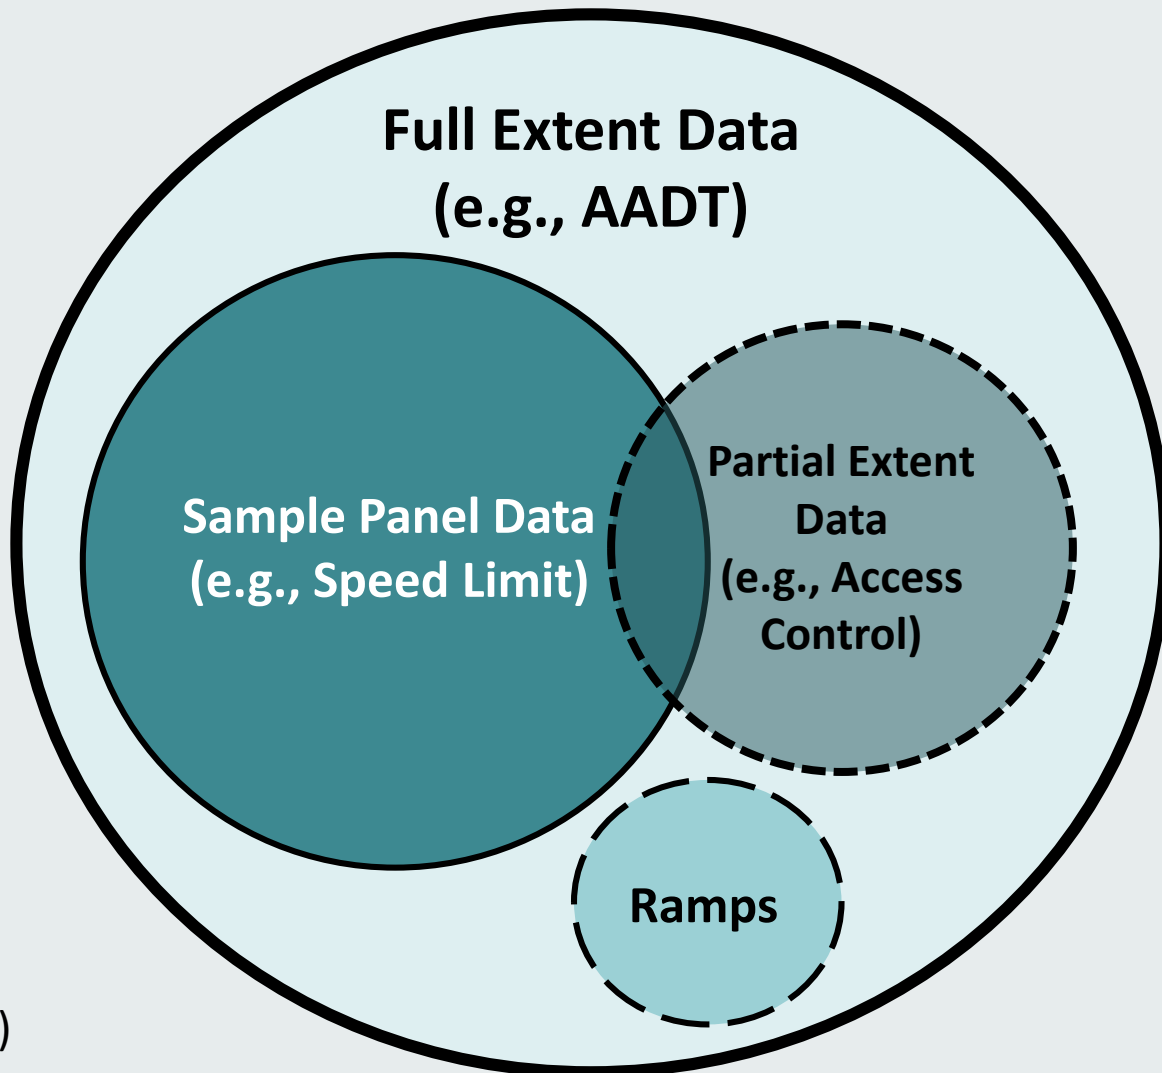 Full Extent Data
(e.g., AADT)
Sample Panel Data
(e.g., Speed Limit)
Partial Extent
Data
(e.g., Access
Control)
Ramps
)